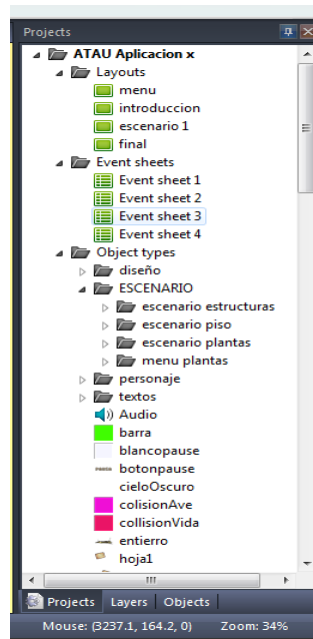 Projects
ATAU Aplicacion x
Layouts
menu
introduccion
escenario 1
final
Event sheets
Event sheet 1
Event sheet 2
Event sheet 3
Event sheet 4
Object types
diseño
ESCENARIO
escenario estructuras
escenario piso
escenario plantas
menu plantas
personaje
textos
Audio
barra
blancopause
botonpause
cieloOscuro
colisionAve
collisionVida
entierro
hoja1
Projects Layers Objects
Mouse: (3237.1, 164.2, 0) Zoom: 34%